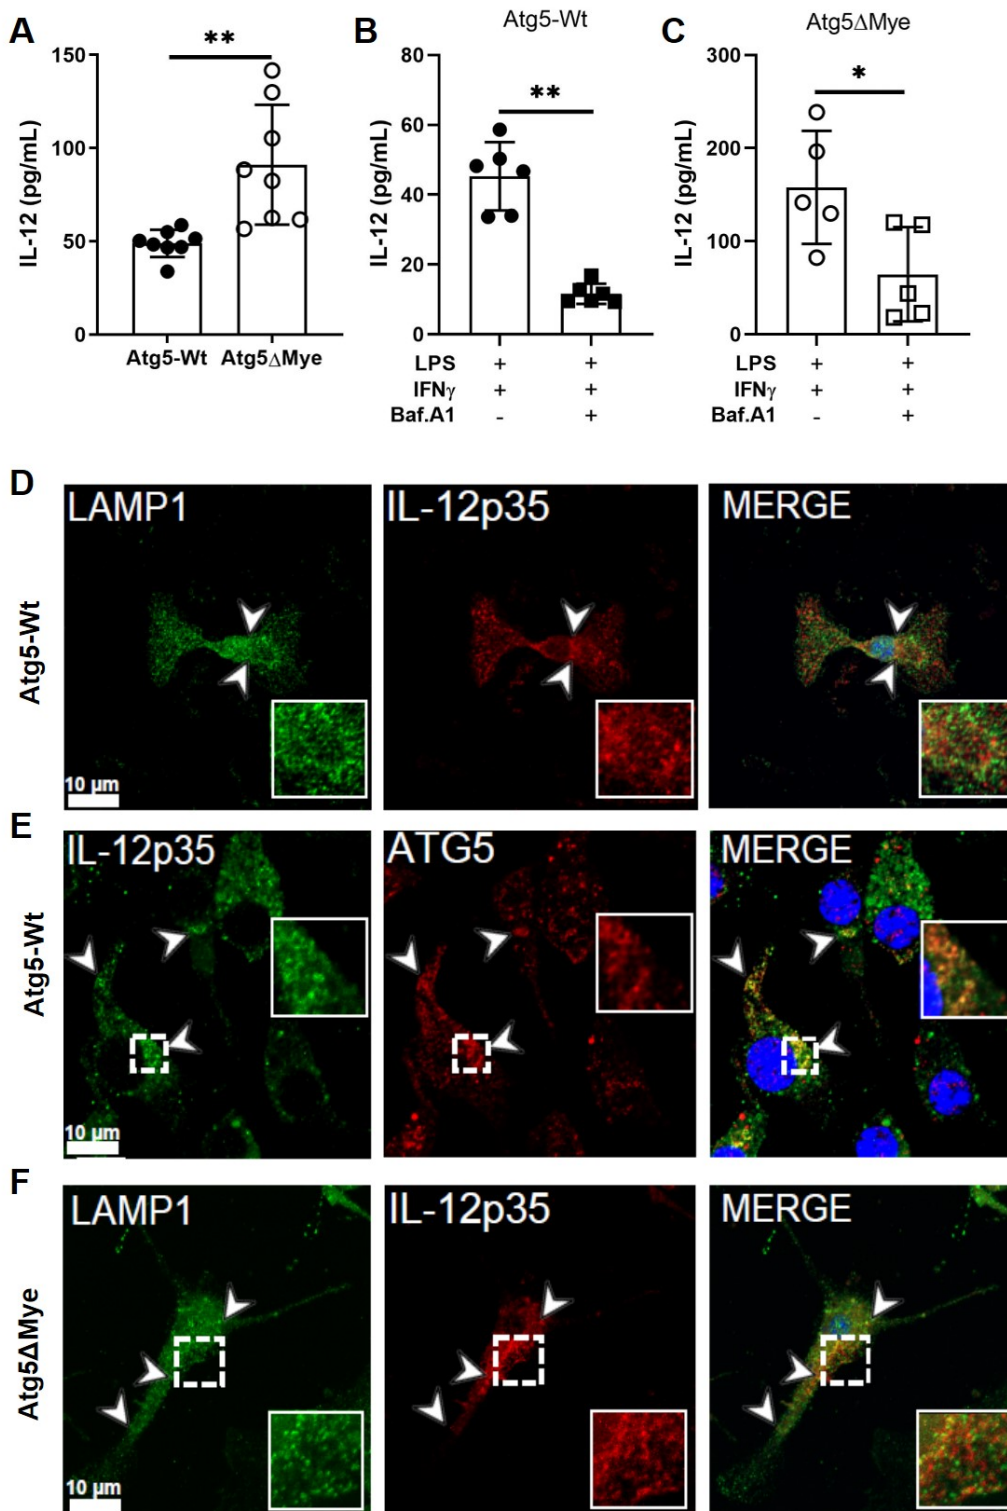 A
**
IL-12 (pg/mL)
150
100
50
0
Atg5-Wt Atg5ΔMye
B
Atg5-Wt
**
IL-12 (pg/mL)
80
60
40
20
0
LPS + +
IFNγ + +
Baf.A1 - +
C
Atg5ΔMye
*
IL-12 (pg/mL)
300
200
100
0
LPS + +
IFNγ + +
Baf.A1 - +
D
Atg5-Wt
LAMP1 IL-12p35 MERGE
10 µm
E
Atg5-Wt
IL-12p35 ATG5 MERGE
10 µm
F
Atg5ΔMye
LAMP1 IL-12p35 MERGE
10 µm